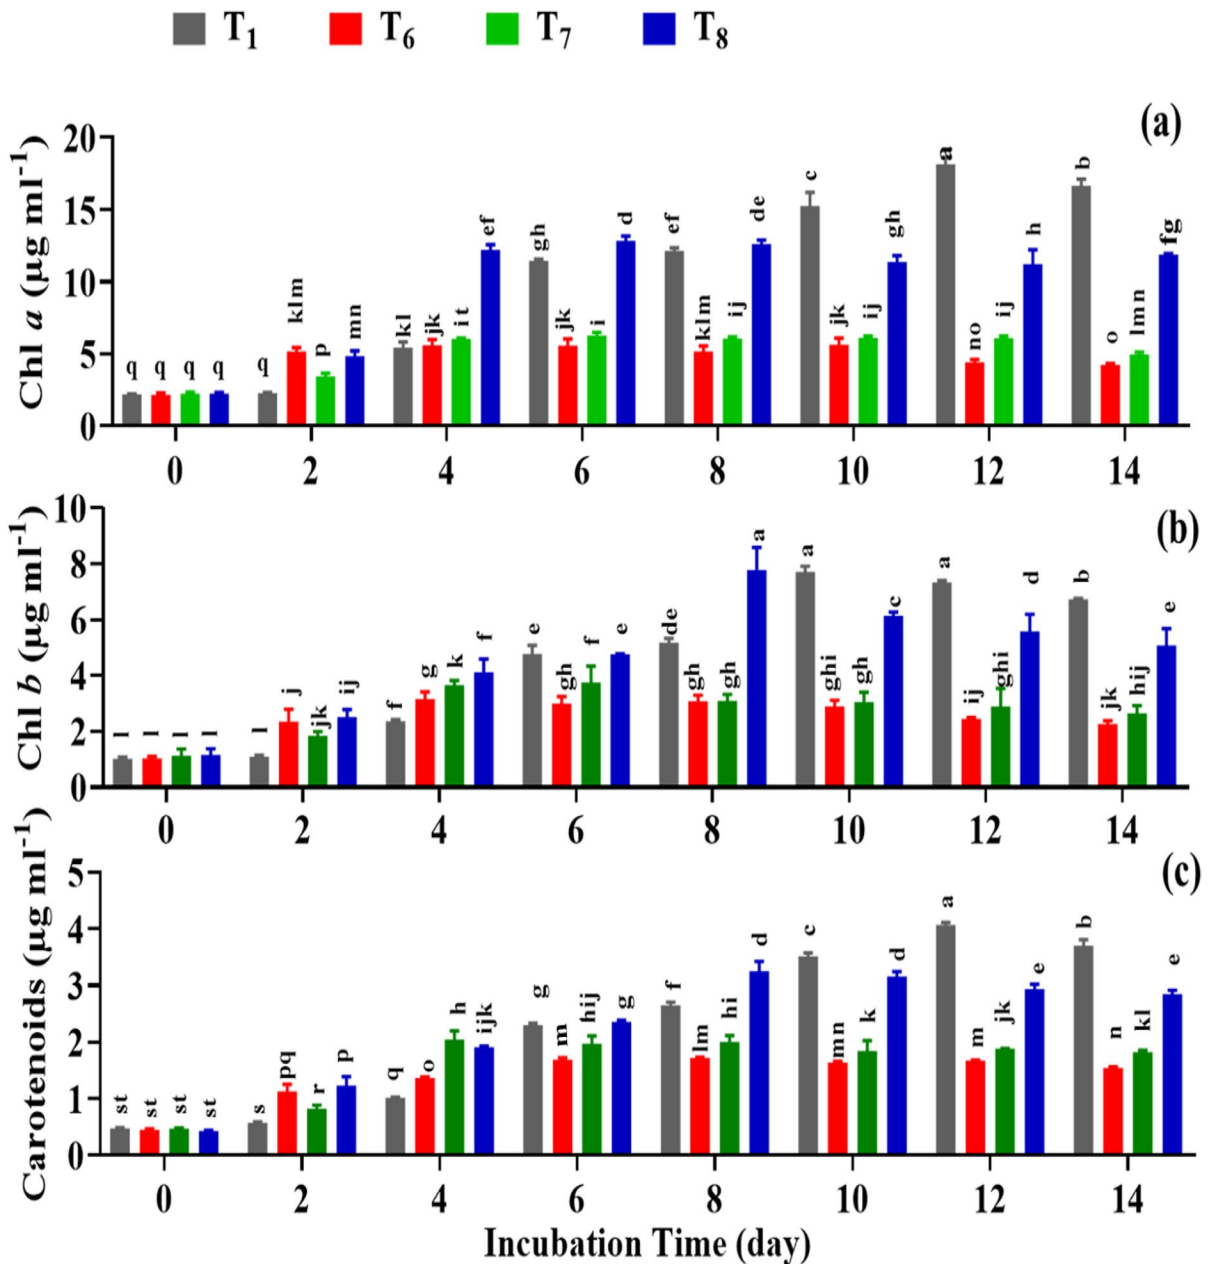 T1 T6 T7 T8
(a)
Chl a (µg ml-1)
20
15
10
5
0
q q q q q klm p mn kl jk it ef gh jk i d ef klm ij de c jk ij gh a no ij h b o lmn fg
0 2 4 6 8 10 12 14
(b)
Chl b (µg ml-1)
10
8
6
4
2
0
l l l l l j jk ij f g k f e gh f e de gh gh a a ghi gh c a ij ghi d b jk hij e
0 2 4 6 8 10 12 14
(c)
Carotenoids (µg ml-1)
5
4
3
2
1
0
st st st st s pq r p q o h ijk g m hij g f lm hi d c mn k d a m jk e b n kl e
0 2 4 6 8 10 12 14
Incubation Time (day)